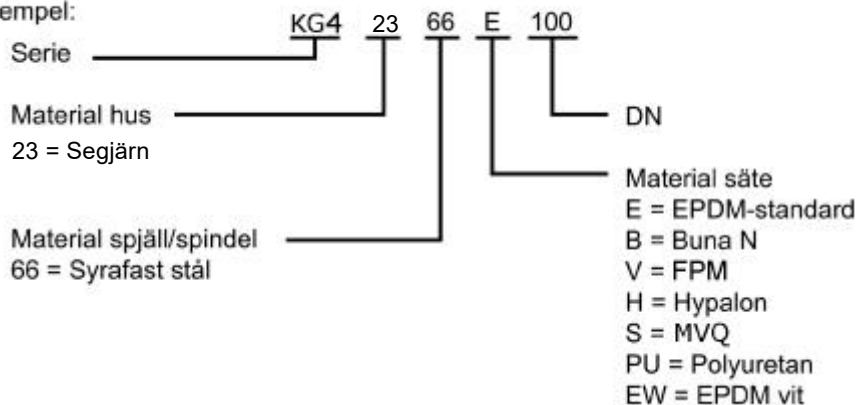 empel:
KG4 23 66 E 100
Serie
Material hus
23 = Segjärn
DN
Material säte
E = EPDM-standard
B = Buna N
V = FPM
H = Hypalon
S = MVQ
PU = Polyuretan
EW = EPDM vit
Material spjäll/spindel
66 = Syrafast stål